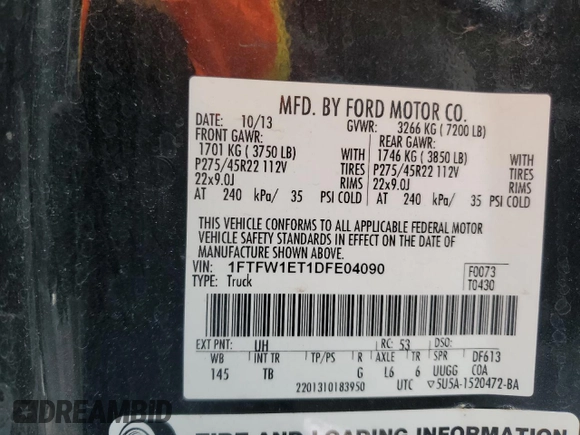 MFD. BY FORD MOTOR CO.
DATE: 10/13 GVWR: 3266 KG ( 7200 LB)
FRONT GAWR: REAR GAWR:
1701 KG ( 3750 LB) WITH 1746 KG ( 3850 LB) WITH
P275/45R22 112V TIRES P275/45R22 112V TIRES
22x9.0J RIMS 22x9.0J RIMS
AT 240 kPa/ 35 PSI COLD AT 240 kPa/ 35 PSI COLD
THIS VEHICLE CONFORMS TO ALL APPLICABLE FEDERAL MOTOR
VEHICLE SAFETY STANDARDS IN EFFECT ON THE DATE OF
MANUFACTURE SHOWN ABOVE.
VIN: 1FTFW1ET1DFE04090 F0073
TYPE: Truck T0430
EXT PNT: UH RC: 53 DSO:
WB INT TR TP/PS R AXLE TR SPR DF613
145 TB G L6 6 UUGG COA
2201310183950 UTC ▽5U5A-1520472-BA
DREAMBID
TIRE AND LOADING INFORMATION